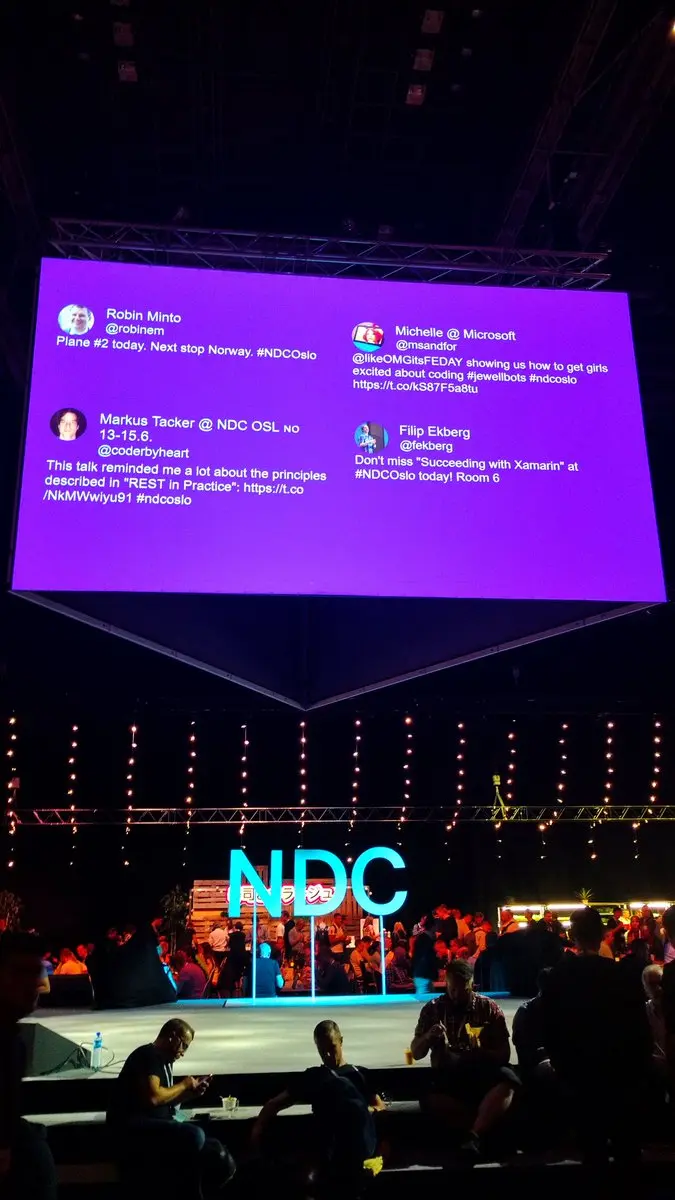 Robin Minto
@robinem
Plane #2 today. Next stop Norway. #NDCOslo
Michelle @ Microsoft
@msandfor
@likeOMGitsFEDAY showing us how to get girls
excited about coding #jewellbots #ndcoslo
https://t.co/kS87F5a8tu
Markus Tacker @ NDC OSL NO
13-15.6.
@coderbyheart
This talk reminded me a lot about the principles
described in "REST in Practice": https://t.co
/NkMWwiyu91 #ndcoslo
Filip Ekberg
@fekberg
Don't miss "Succeeding with Xamarin" at
#NDCOslo today! Room 6
NDC